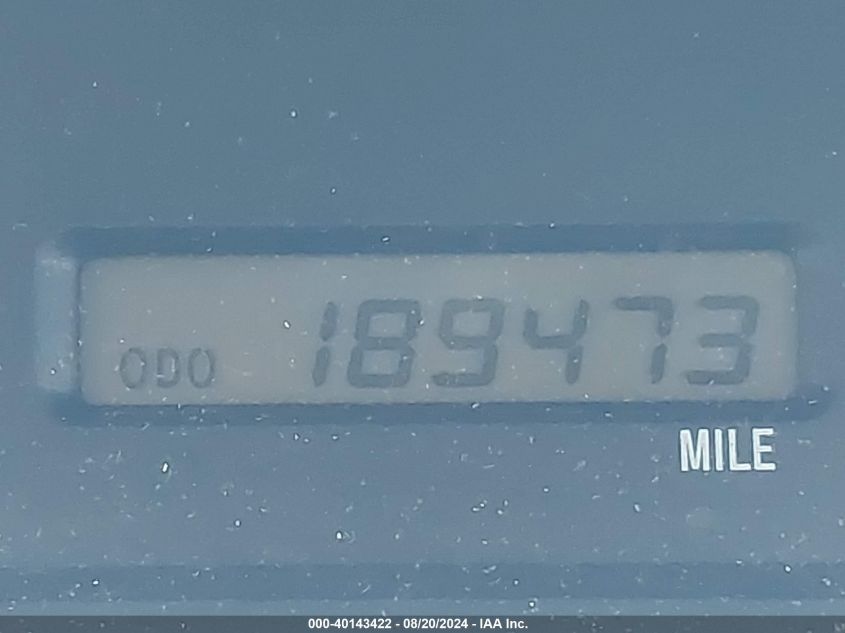 ODO 189473
MILE
000-40143422 - 08/20/2024 - IAA Inc.